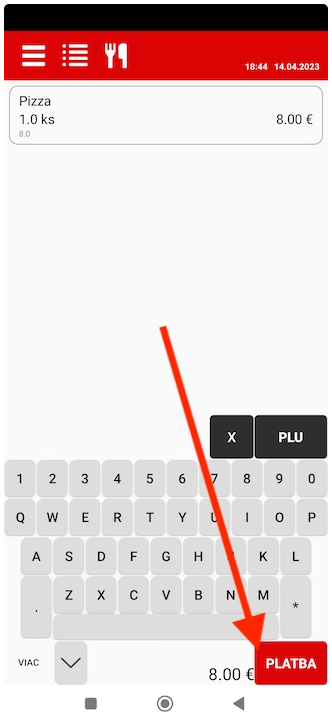 18:44 14.04.2023
Pizza
1.0 ks 8.00 €
8.0
X PLU
1 2 3 4 5 6 7 8 9 0
Q W E R T Y U I O P
A S D F G H J K L
. Z X C V B N M *
VIAC 8.00 € PLATBA